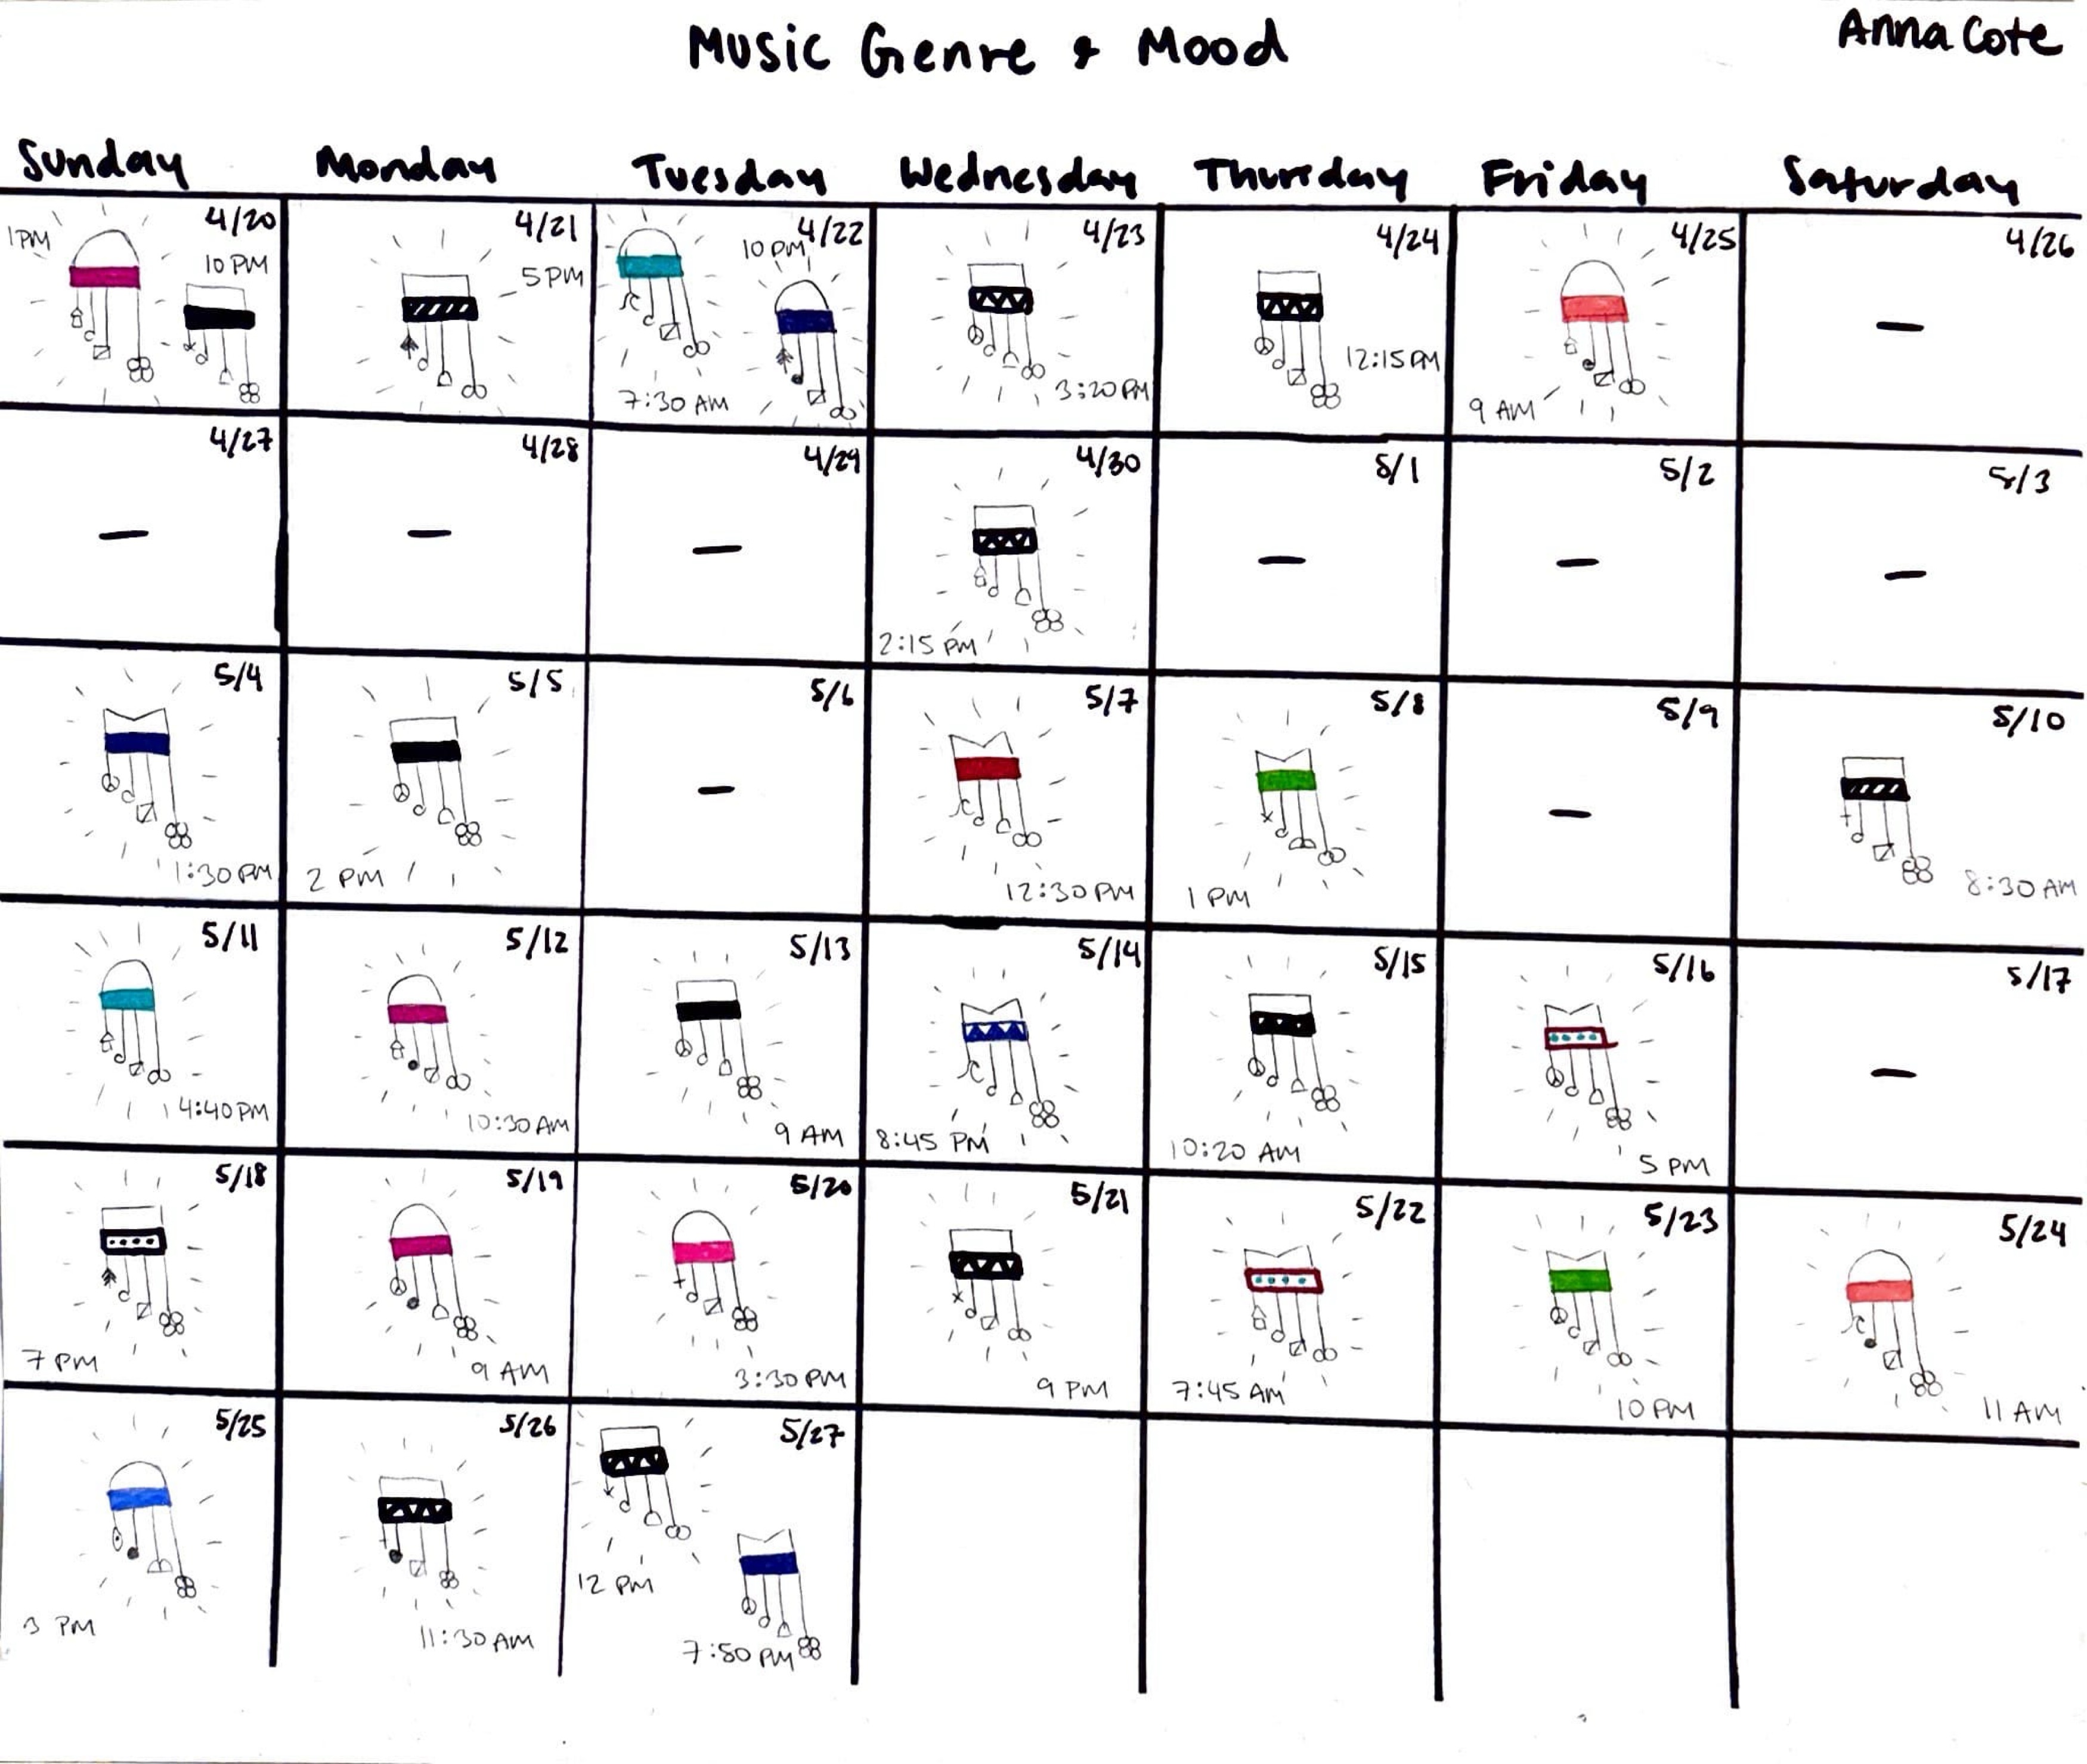 Music Genre & Mood
Anna Cote
Sunday Monday Tuesday Wednesday Thursday Friday Saturday
4/20 4/21 4/22 4/23 4/24 4/25 4/26
1PM 10 PM 5 PM 10 PM
7:30 AM 3:20 PM 12:15 PM 9 AM
4/27 4/28 4/29 4/30 5/1 5/2 5/3
2:15 PM
5/4 5/5 5/6 5/7 5/8 5/9 5/10
1:30 PM 2 PM 12:30 PM 1 PM 8:30 AM
5/11 5/12 5/13 5/14 5/15 5/16 5/17
4:40 PM 10:30 AM 9 AM 8:45 PM 10:20 AM 5 PM
5/18 5/19 5/20 5/21 5/22 5/23 5/24
7 PM 9 AM 3:30 PM 9 PM 7:45 AM 10 PM 11 AM
5/25 5/26 5/27
3 PM 11:30 AM 12 PM
7:50 PM